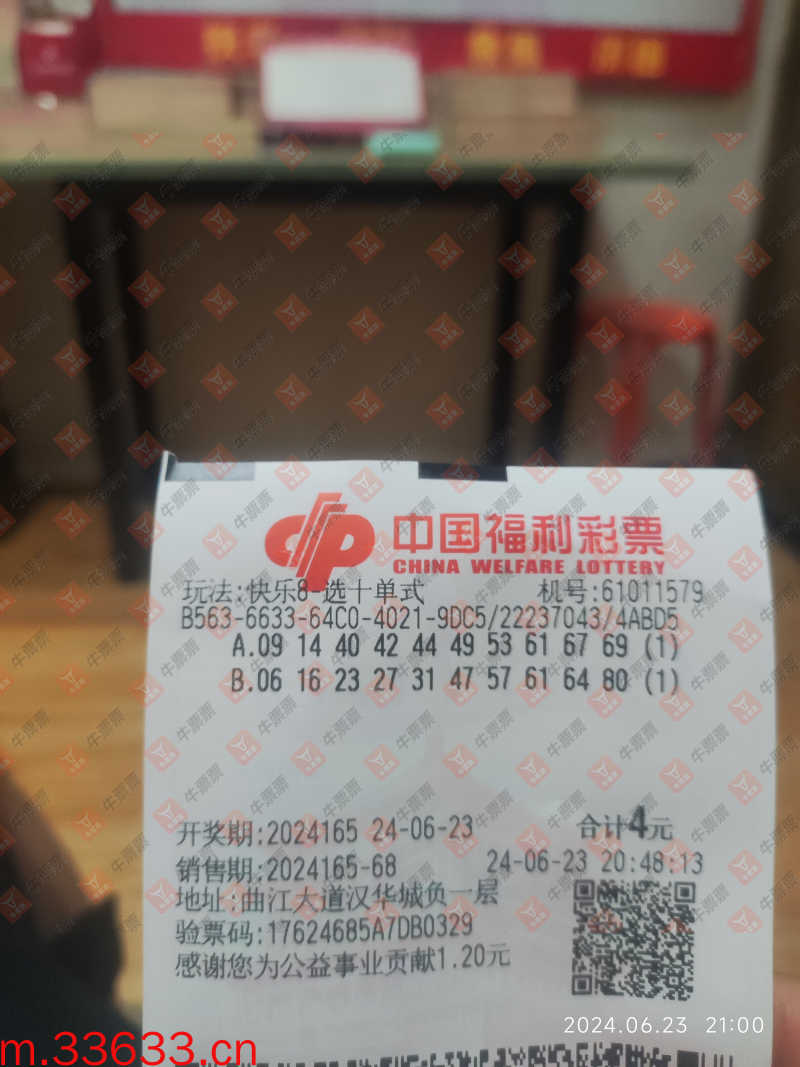 中国福利彩票
CHINA WELFARE LOTTERY
玩法:快乐8-选十单式 机号:61011579
B563-6633-64C0-4021-9DC5/22237043/4ABD5
A.09 14 40 42 44 49 53 61 67 69 (1)
B.06 16 23 27 31 47 57 61 64 80 (1)
开奖期:2024165 24-06-23 合计4元
销售期:2024165-68 24-06-23 20:48:13
地址:曲江大道汉华城负一层
验票码:17624685A7DB0329
感谢您为公益事业贡献1.20元
2024.06.23 21:00
m.33633.cn
牛票票